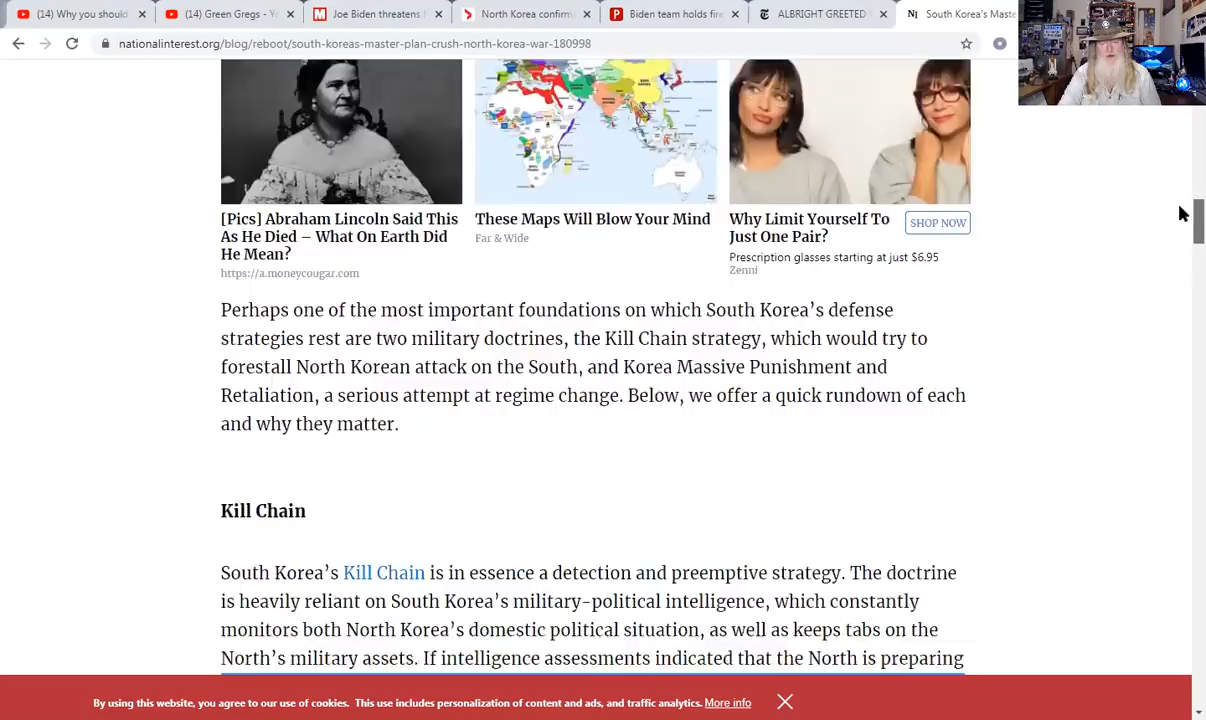 (14) Why you should
(14) Green Gregs - Y
Joe Biden threatens
North Korea confirm
Biden team holds fire
ALBRIGHT GREETED
South Korea's Mast
nationalinterest.org/blog/reboot/south-koreas-master-plan-crush-north-korea-war-180998
[Pics] Abraham Lincoln Said This
As He Died – What On Earth Did
He Mean?
https://a.moneycougar.com
These Maps Will Blow Your Mind
Far & Wide
Why Limit Yourself To
Just One Pair?
SHOP NOW
Prescription glasses starting at just $6.95
Zenni
Perhaps one of the most important foundations on which South Korea’s defense
strategies rest are two military doctrines, the Kill Chain strategy, which would try to
forestall North Korean attack on the South, and Korea Massive Punishment and
Retaliation, a serious attempt at regime change. Below, we offer a quick rundown of each
and why they matter.
Kill Chain
South Korea’s Kill Chain is in essence a detection and preemptive strategy. The doctrine
is heavily reliant on South Korea’s military-political intelligence, which constantly
monitors both North Korea’s domestic political situation, as well as keeps tabs on the
North’s military assets. If intelligence assessments indicated that the North is preparing
By using this website, you agree to our use of cookies. This use includes personalization of content and ads, and traffic analytics. More info